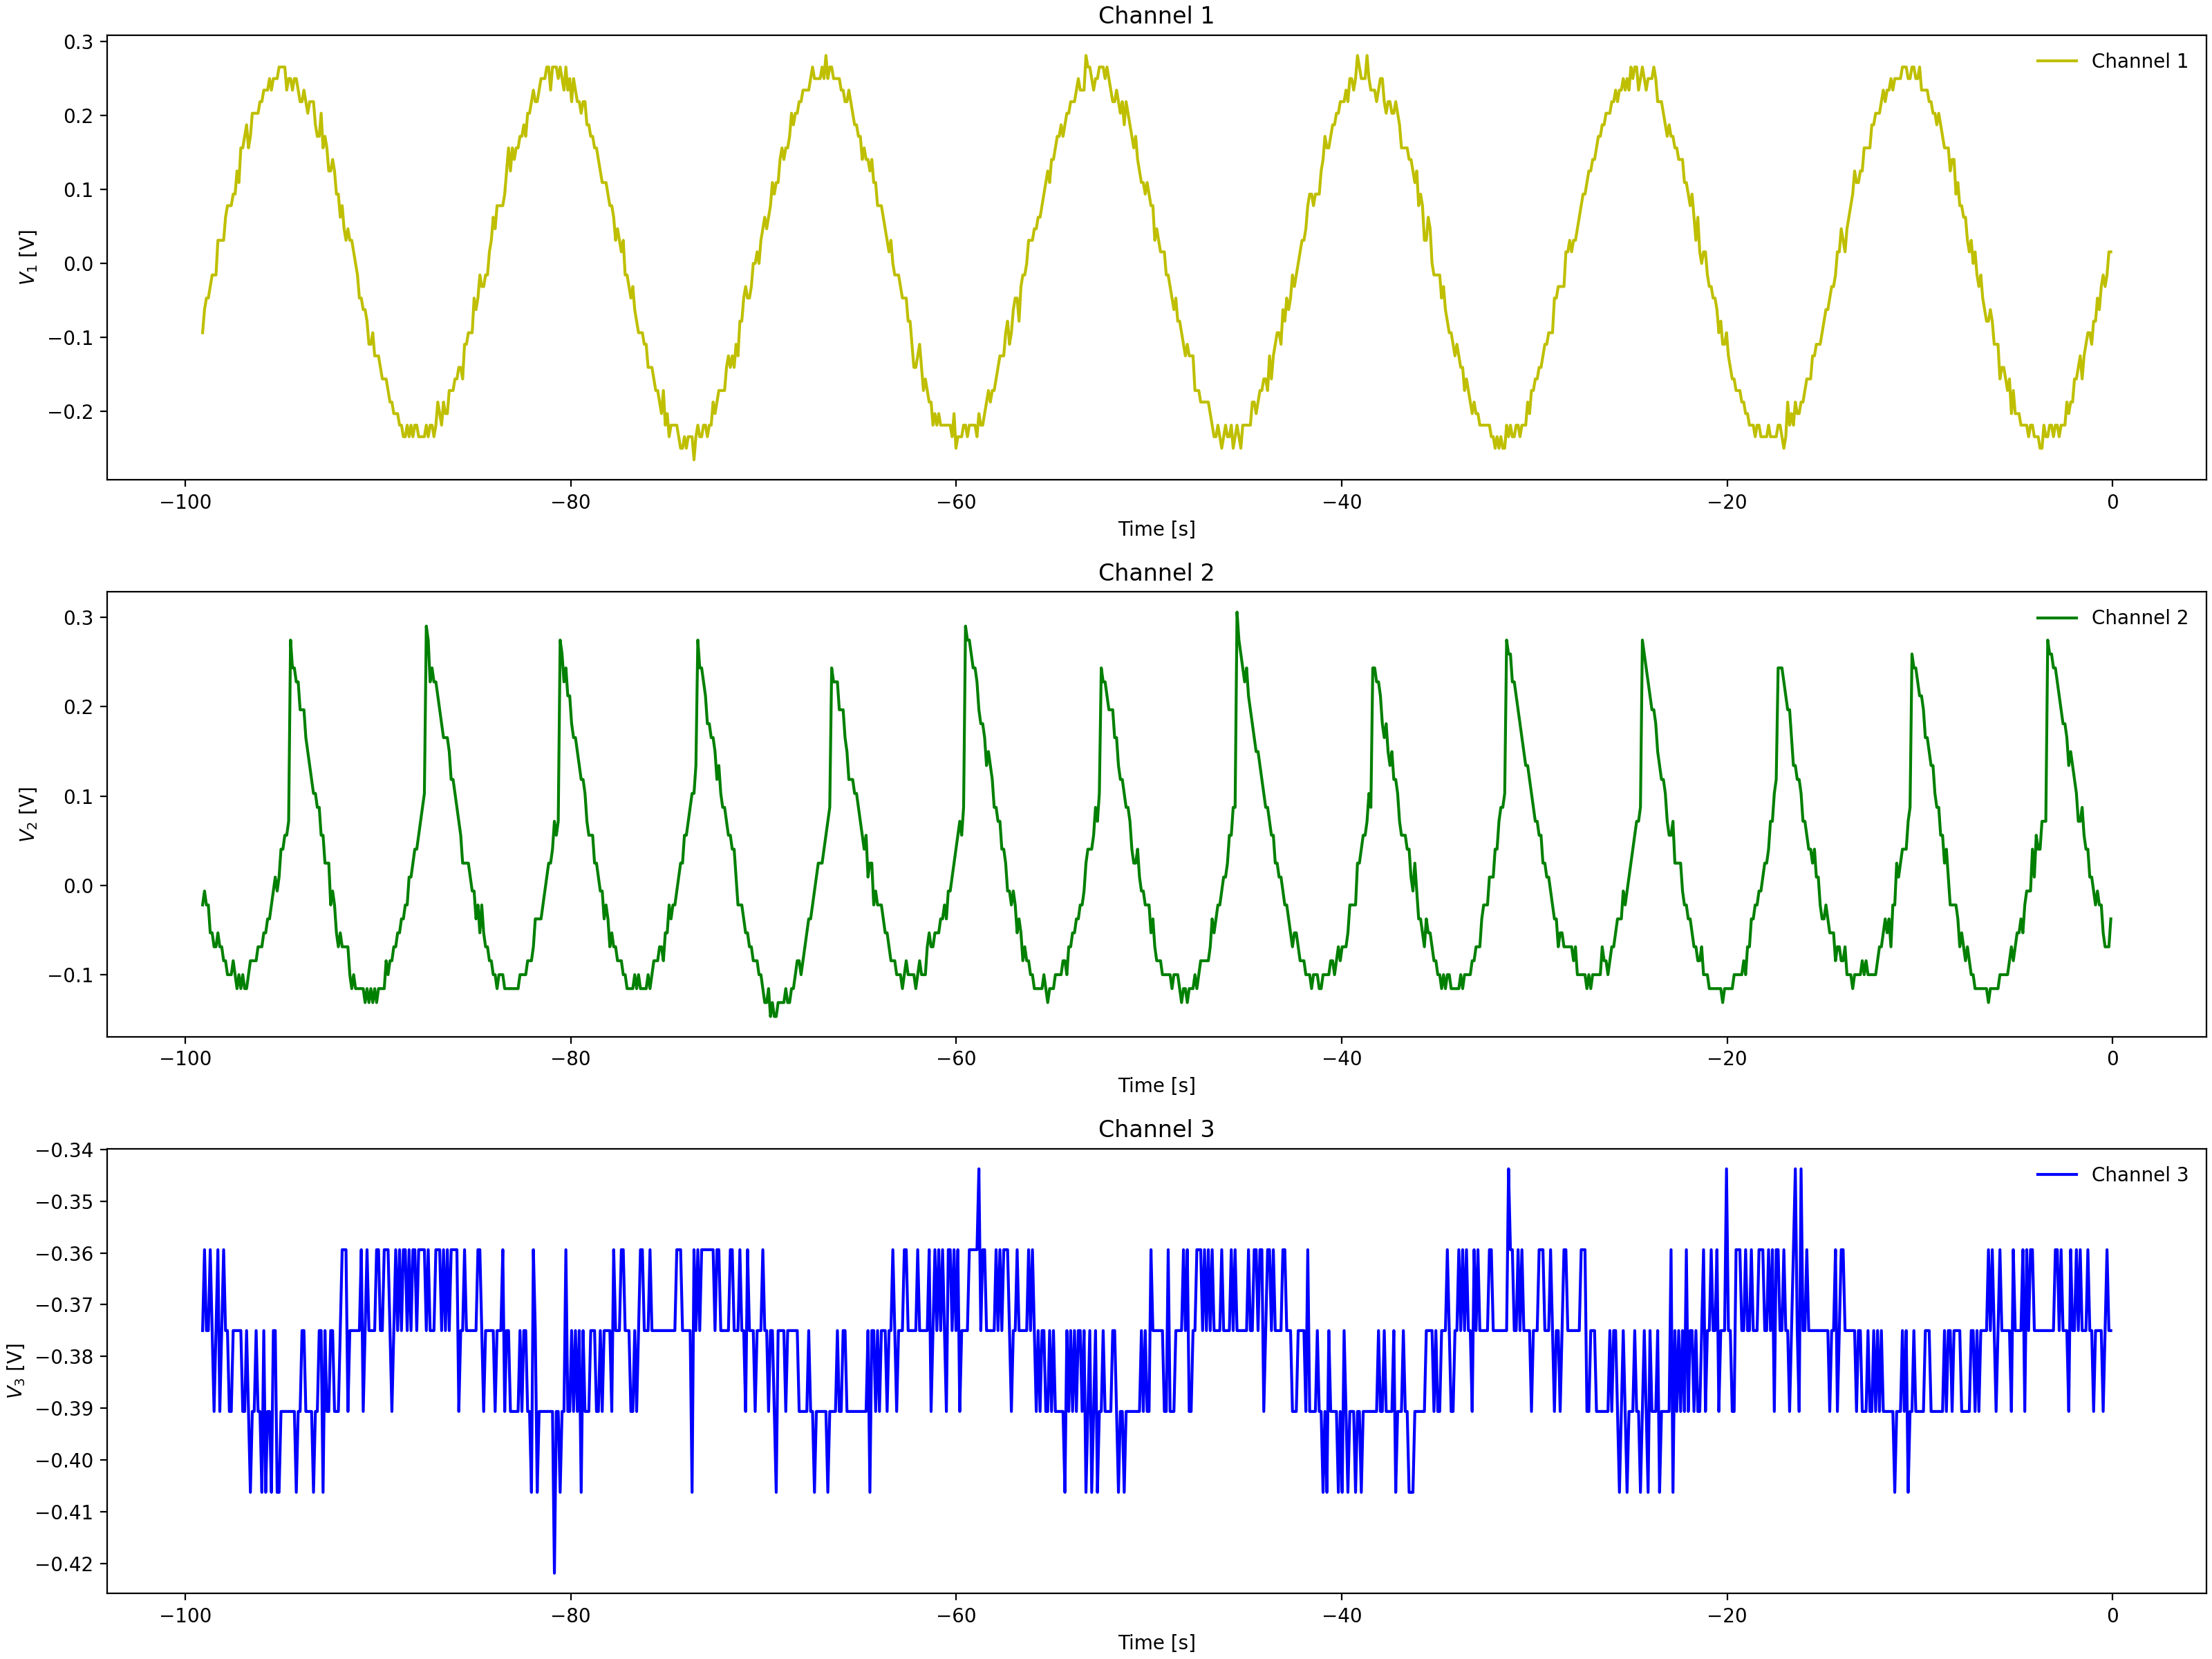 Channel 1
0.3
0.2
0.1
0.0
−0.1
−0.2
V₁ [V]
Channel 1
−100 −80 −60 −40 −20 0
Time [s]
Channel 2
0.3
0.2
0.1
0.0
−0.1
V₂ [V]
Channel 2
−100 −80 −60 −40 −20 0
Time [s]
Channel 3
−0.34
−0.35
−0.36
−0.37
−0.38
−0.39
−0.40
−0.41
−0.42
V₃ [V]
Channel 3
−100 −80 −60 −40 −20 0
Time [s]